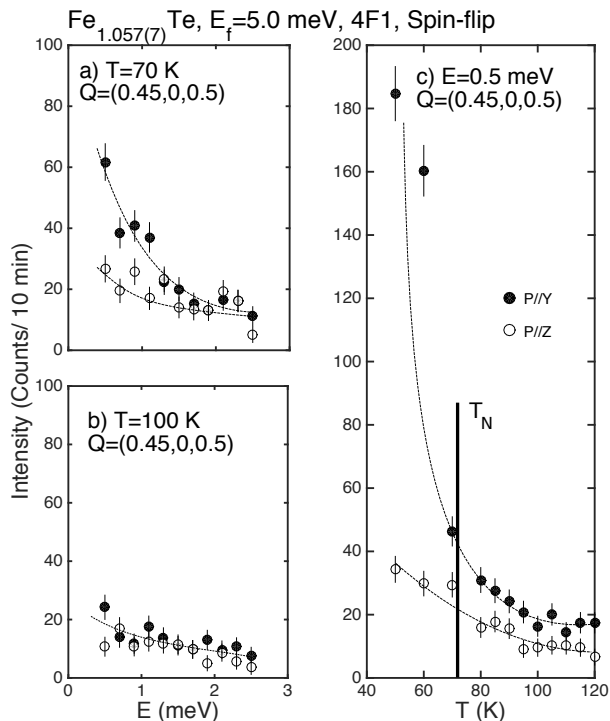 Fe1.057(7)Te, Ef=5.0 meV, 4F1, Spin-flip
a) T=70 K
Q=(0.45,0,0.5)
80
60
40
20
0
b) T=100 K
Q=(0.45,0,0.5)
100
80
60
40
20
0
0 1 2 3
E (meV)
Intensity (Counts/ 10 min)
c) E=0.5 meV
Q=(0.45,0,0.5)
200
180
160
140
120
100
80
60
40
20
0
P//Y
P//Z
TN
40 60 80 100 120
T (K)